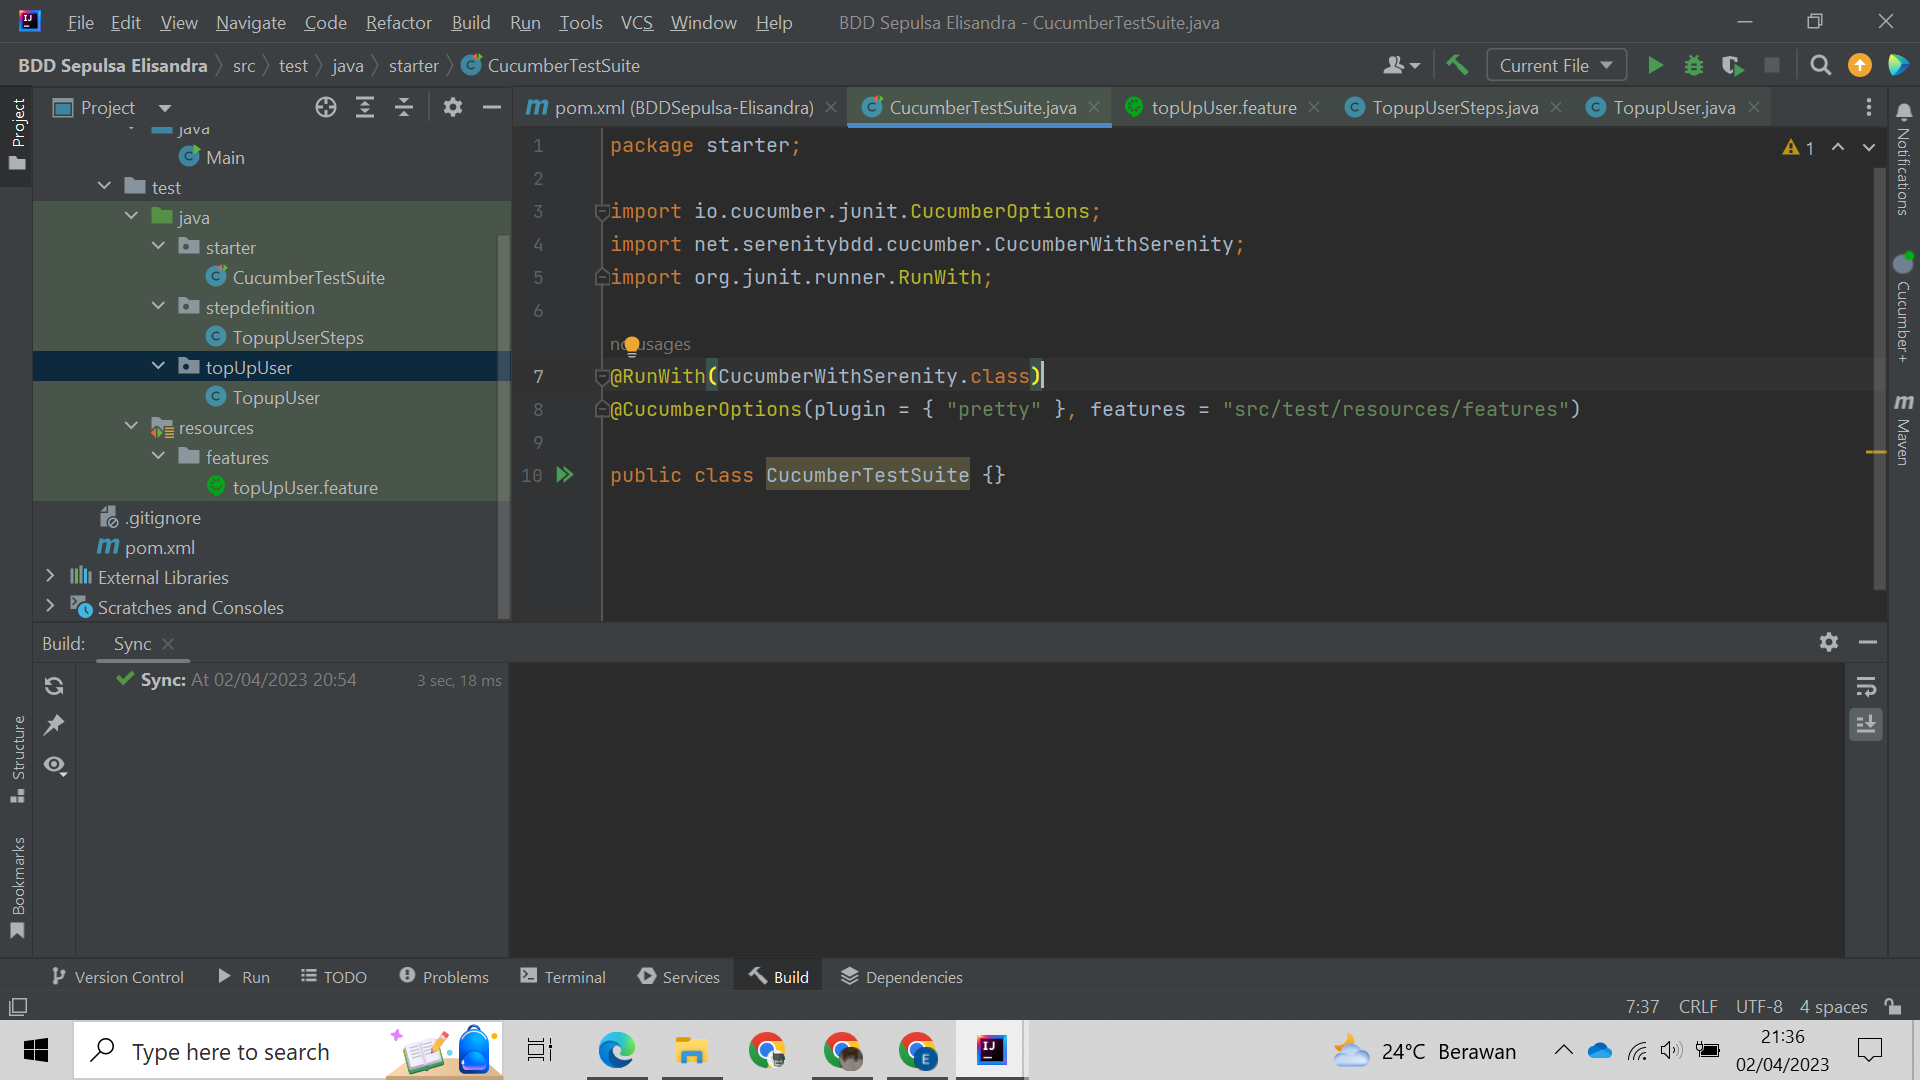 File Edit View Navigate Code Refactor Build Run Tools VCS Window Help BDD Sepulsa Elisandra - CucumberTestSuite.java
BDD Sepulsa Elisandra src test java starter CucumberTestSuite Current File
Project
Project
pom.xml (BDDSepulsa-Elisandra) CucumberTestSuite.java topUpUser.feature TopupUserSteps.java TopupUser.java
java
Main
test
java
starter
CucumberTestSuite
stepdefinition
TopupUserSteps
topUpUser
TopupUser
resources
features
topUpUser.feature
.gitignore
pom.xml
External Libraries
Scratches and Consoles
1 package starter;
2
3 import io.cucumber.junit.CucumberOptions;
4 import net.serenitybdd.cucumber.CucumberWithSerenity;
5 import org.junit.runner.RunWith;
6
usages
7 @RunWith(CucumberWithSerenity.class)
8 @CucumberOptions(plugin = { "pretty" }, features = "src/test/resources/features")
9
10 public class CucumberTestSuite {}
1
Notifications
Cucumber+
Maven
Build: Sync
Sync: At 02/04/2023 20:54 3 sec, 18 ms
Structure
Bookmarks
Version Control Run TODO Problems Terminal Services Build Dependencies
7:37 CRLF UTF-8 4 spaces
Type here to search
24°C Berawan
21:36
02/04/2023